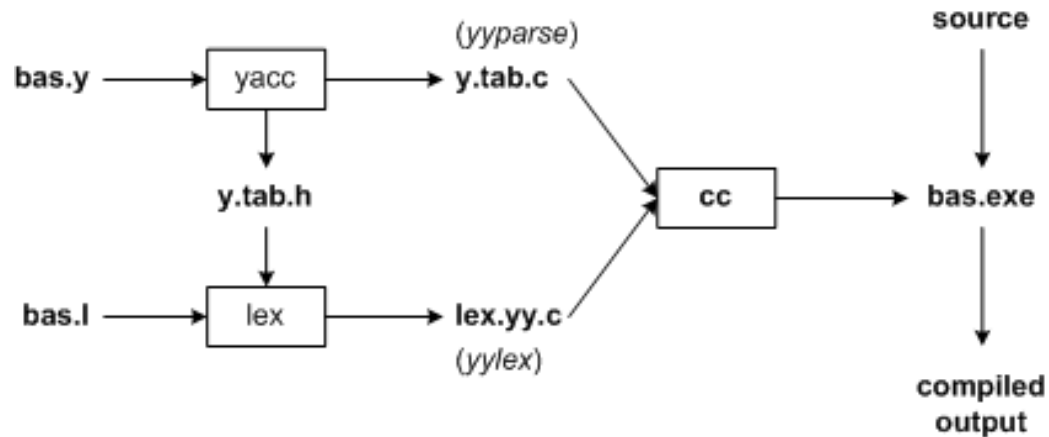 (yyparse)
source
bas.y
yacc
y.tab.c
y.tab.h
cc
bas.exe
bas.l
lex
lex.yy.c
(yylex)
compiled
output